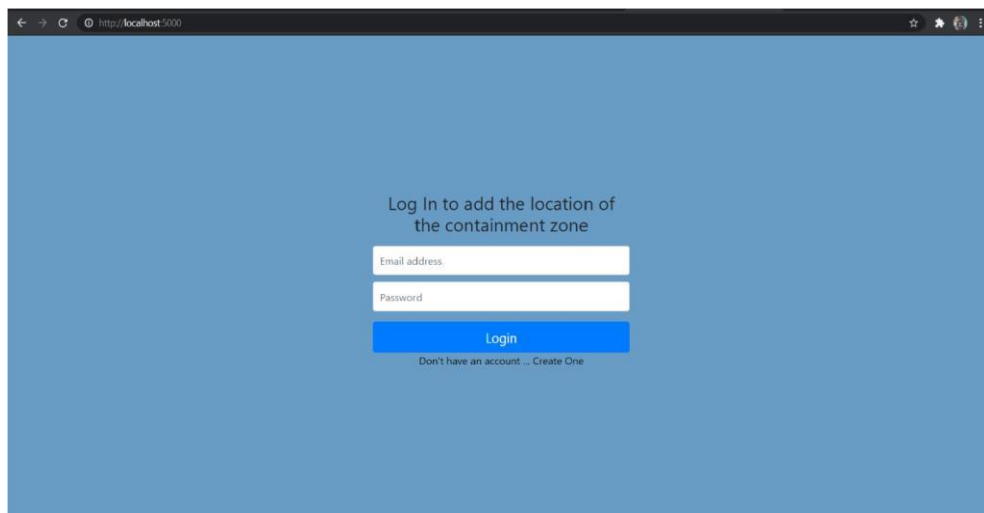 http://localhost:5000
Log In to add the location of
the containment zone
Email address
Password
Login
Don't have an account ... Create One